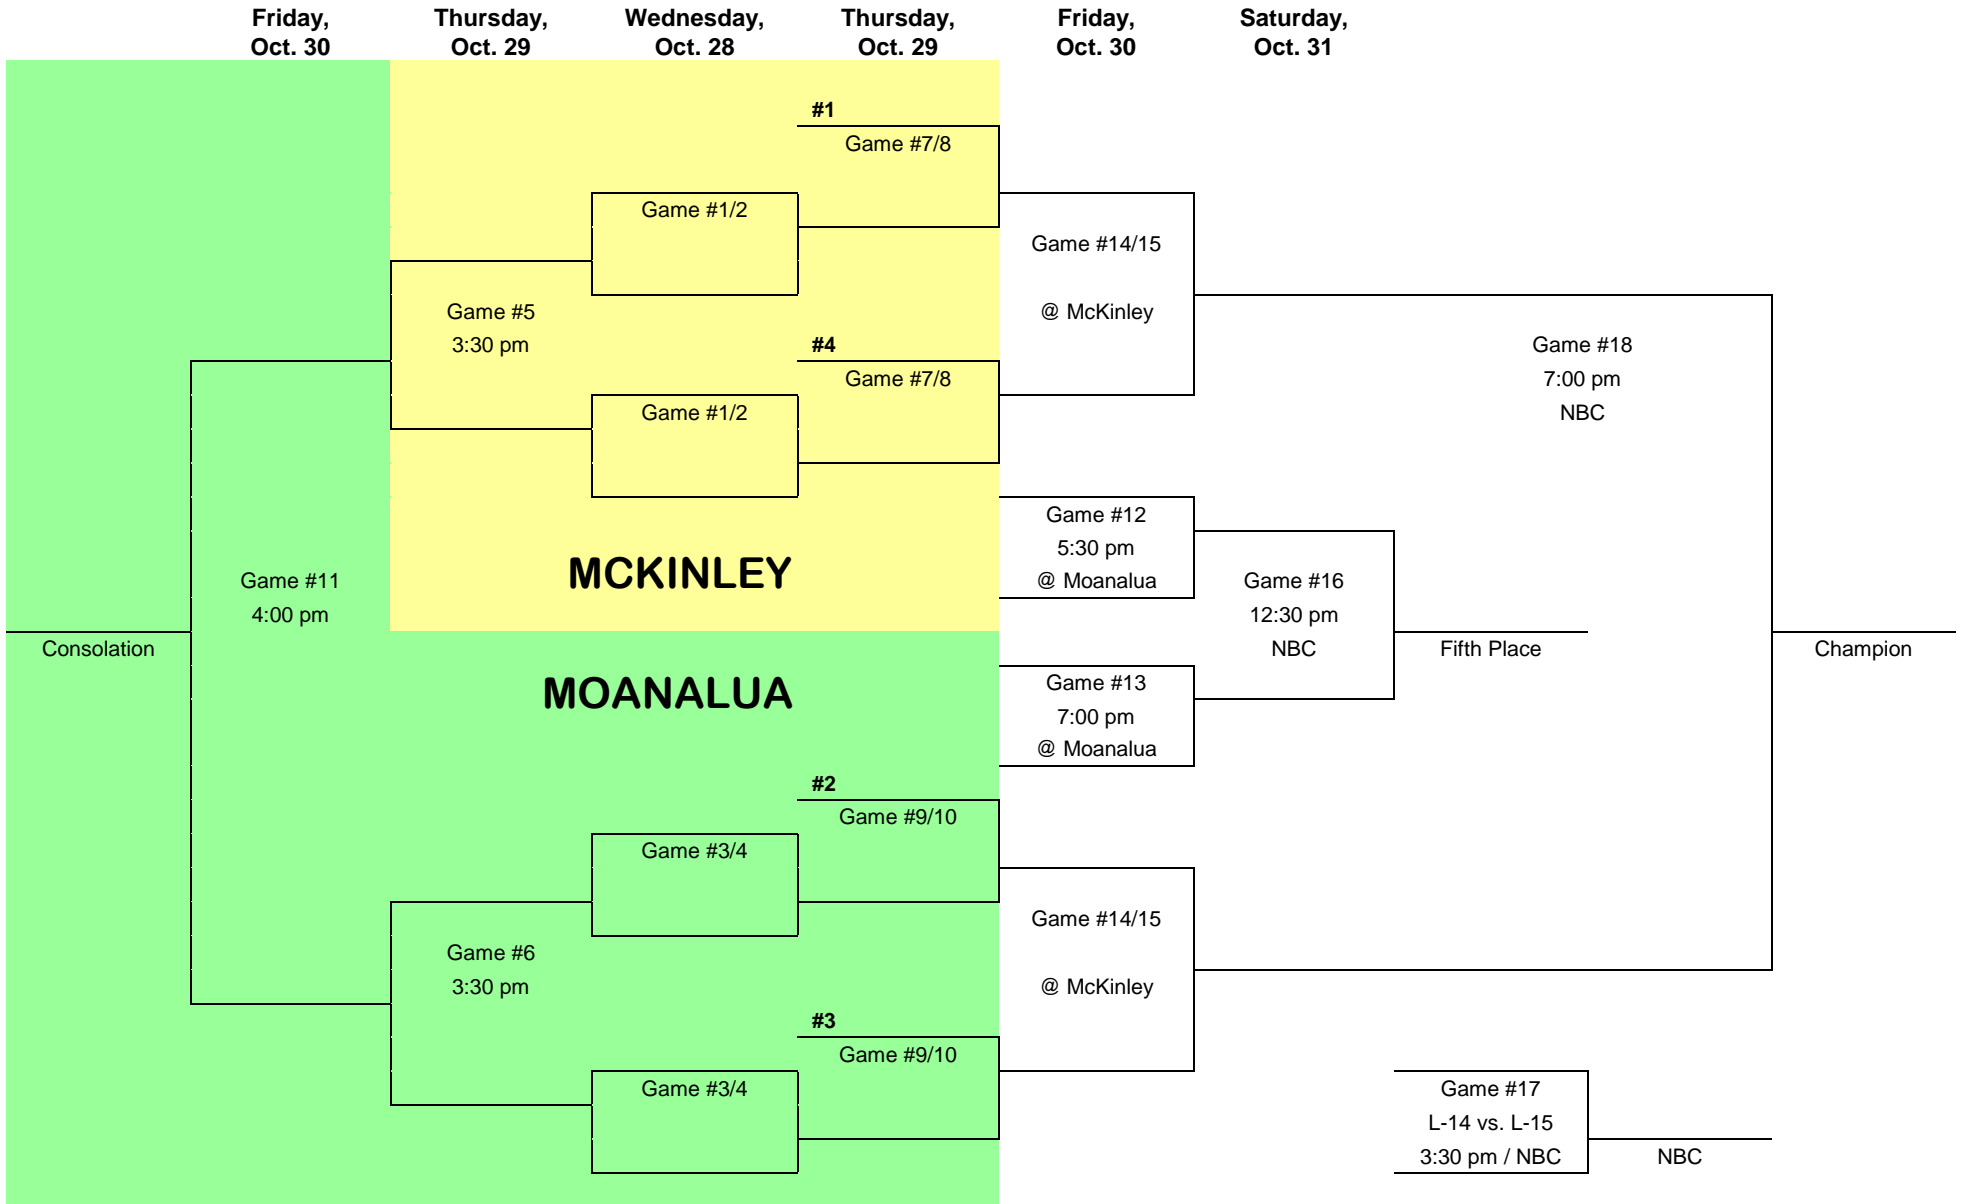 Friday, Thursday, Wednesday, Thursday, Friday, Saturday,
Oct. 30 Oct. 29 Oct. 28 Oct. 29 Oct. 30 Oct. 31
#1
Game #7/8
Game #1/2
Game #14/15
Game #5 @ McKinley
3:30 pm #4 Game #18
Game #7/8 7:00 pm
Game #1/2 NBC
Game #12
5:30 pm
Game #11 MCKINLEY @ Moanalua Game #16
4:00 pm 12:30 pm
Consolation NBC Fifth Place Champion
MOANALUA Game #13
7:00 pm
@ Moanalua
#2
Game #9/10
Game #3/4
Game #14/15
Game #6
3:30 pm @ McKinley
#3
Game #9/10
Game #3/4 Game #17
L-14 vs. L-15
3:30 pm / NBC NBC